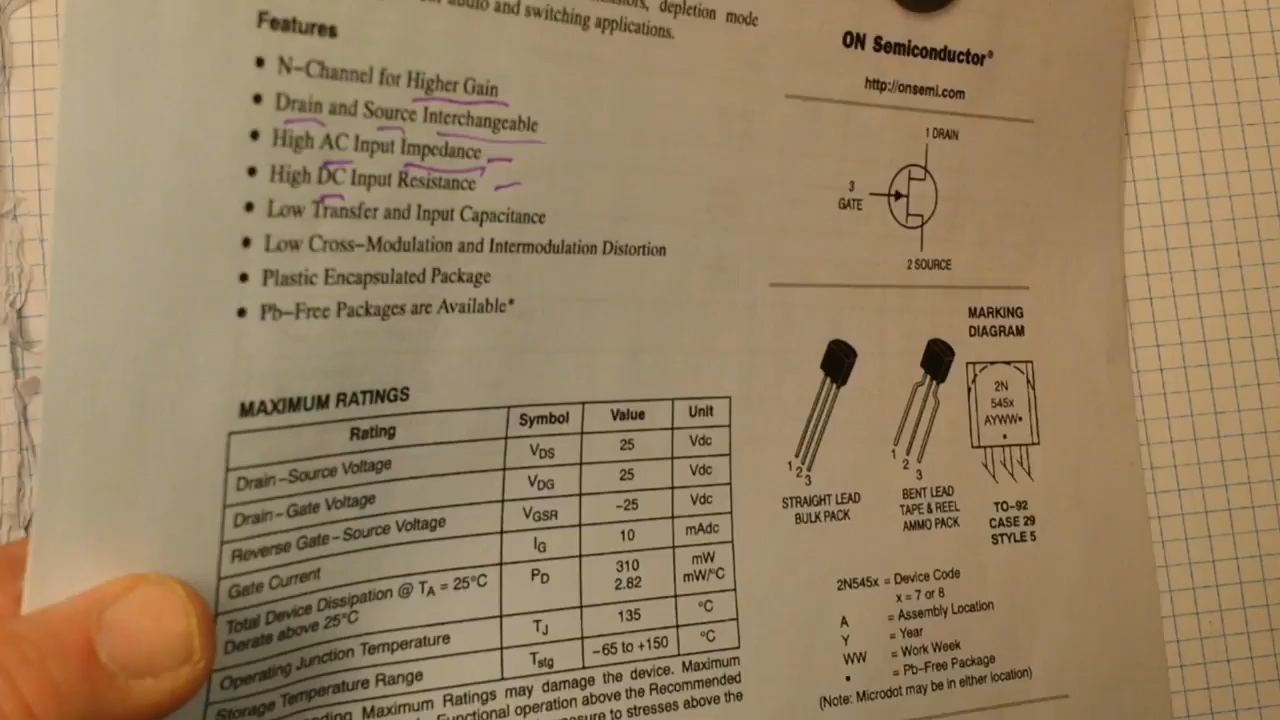 depletion mode
audio and switching applications.
Features
• N–Channel for Higher Gain
• Drain and Source Interchangeable
• High AC Input Impedance
• High DC Input Resistance
• Low Transfer and Input Capacitance
• Low Cross–Modulation and Intermodulation Distortion
• Plastic Encapsulated Package
• Pb–Free Packages are Available*
MAXIMUM RATINGS
Rating Symbol Value Unit
Drain–Source Voltage VDS 25 Vdc
Drain–Gate Voltage VDG 25 Vdc
Reverse Gate–Source Voltage VGSR –25 Vdc
Gate Current IG 10 mAdc
Total Device Dissipation @ TA = 25°C PD 310 mW
Derate above 25°C 2.82 mW/°C
Operating Junction Temperature TJ 135 °C
Storage Temperature Range Tstg –65 to +150 °C
Maximum Ratings may damage the device. Maximum
Functional operation above the Recommended
to stresses above the
ON Semiconductor®
http://onsemi.com
1 DRAIN
3
GATE
2 SOURCE
MARKING
DIAGRAM
2N
545x
AYWW▪
▪
1
2
3
STRAIGHT LEAD
BULK PACK
1
2
3
BENT LEAD
TAPE & REEL
AMMO PACK
TO–92
CASE 29
STYLE 5
2N545x = Device Code
x = 7 or 8
A = Assembly Location
Y = Year
WW = Work Week
▪ = Pb–Free Package
(Note: Microdot may be in either location)